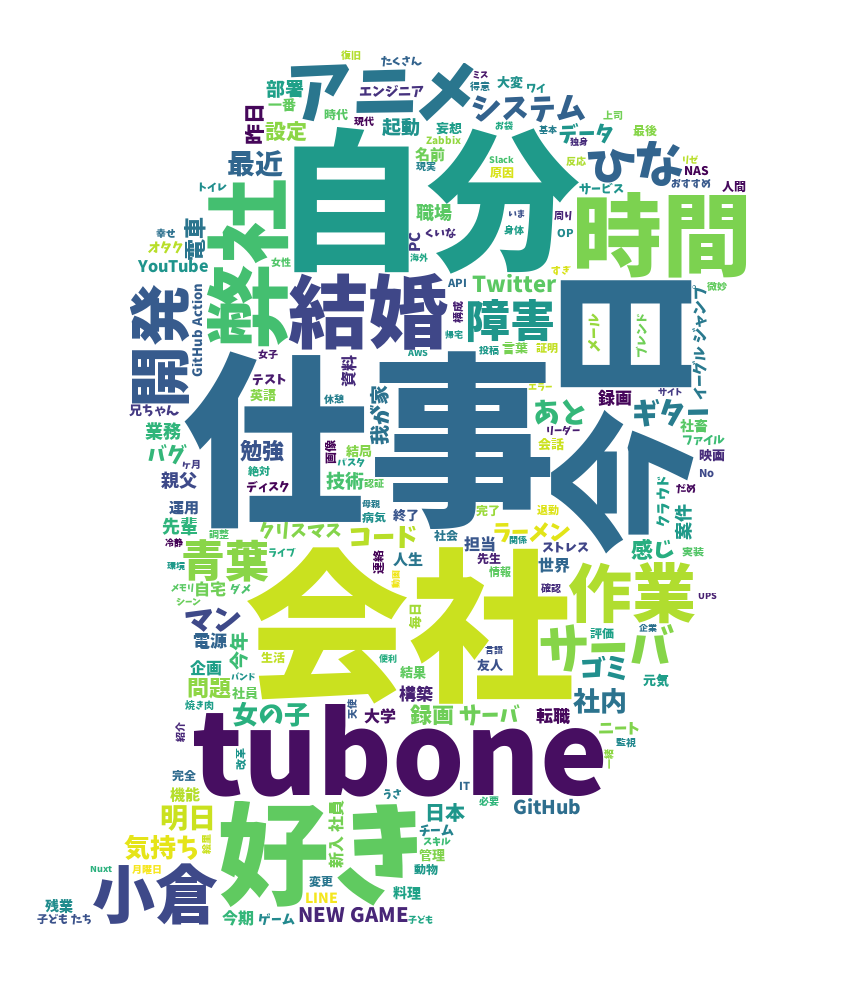 復旧
たくさん
ミス
アニメ
部署
エンジニア
得意
大変
ワイ
一番
システム
昨日
設定
時代
現代
起動
妄想
お袋
基本
データ
上司
最後
Zabbix
独身
最近
自分
名前
現実
Slack
原因
反応
ひな
リゼ
NAS
おすすめ
人間
トイレ
弊社
サービス
時間
職場
いま
周り
幸せ
電車
オタク
PC
くいな
身体
OP
YouTube
女性
海外
すぎ
微妙
GitHub Action
結婚
API
Twitter
構成
障害
今日
メール
ブレンド
イーグル ジャンプ
開発
帰宅
投稿
言葉
証明
女子
AWS
仕事
テスト
資料
エラー
サイト
兄ちゃん
英語
休憩
我が家
あと
録画
ギター
業務
リーダー
社畜
バグ
勉強
画像
結局
会話
ファイル
ヶ月
絶対
パスタ
映画
親父
ディスク
技術
認証
No
クラウド
だめ
運用
母親
病気
終了
完了
退勤
案件
先輩
調整
クリスマス
コード
社会
ラーメン
冷静
関係
担当
ストレス
感じ
実装
青葉
ライブ
連絡
人生
先生
世界
環境
情報
メモリ
自宅
ダメ
動画
会社
確認
作業
UPS
シーン
マン
毎日
電源
今年
サーバ
評価
企業
言語
生活
便利
友人
企画
ゴミ
元気
問題
バンド
社員
結果
構築
社内
女の子
天使
大学
録画 サーバ
転職
紹介
ニート
監視
tubone
改革
一緒
完全
機能
うさ
IT
必要
GitHub
明日
好き
新入 社員
日本
チーム
スキル
気持ち
絵里
管理
Nuxt
月曜日
動物
小倉
変更
料理
残業
LINE
子ども たち
今期
ゲーム
NEW GAME
子ども